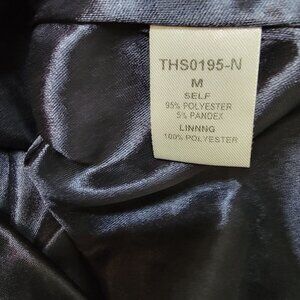 THS0195-N
M
SELF
95% POLYESTER
5% PANDEX
LINNNG
100% POLYESTER